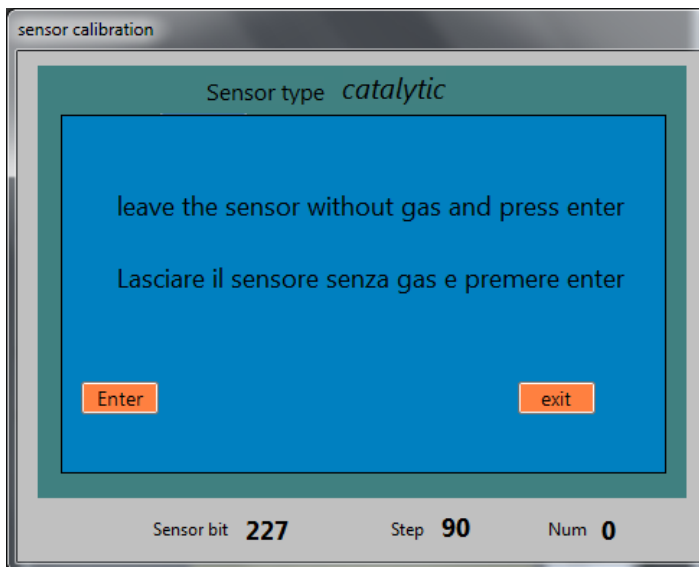 sensor calibration
Sensor type catalytic
leave the sensor without gas and press enter
Lasciare il sensore senza gas e premere enter
Enter exit
Sensor bit 227 Step 90 Num 0